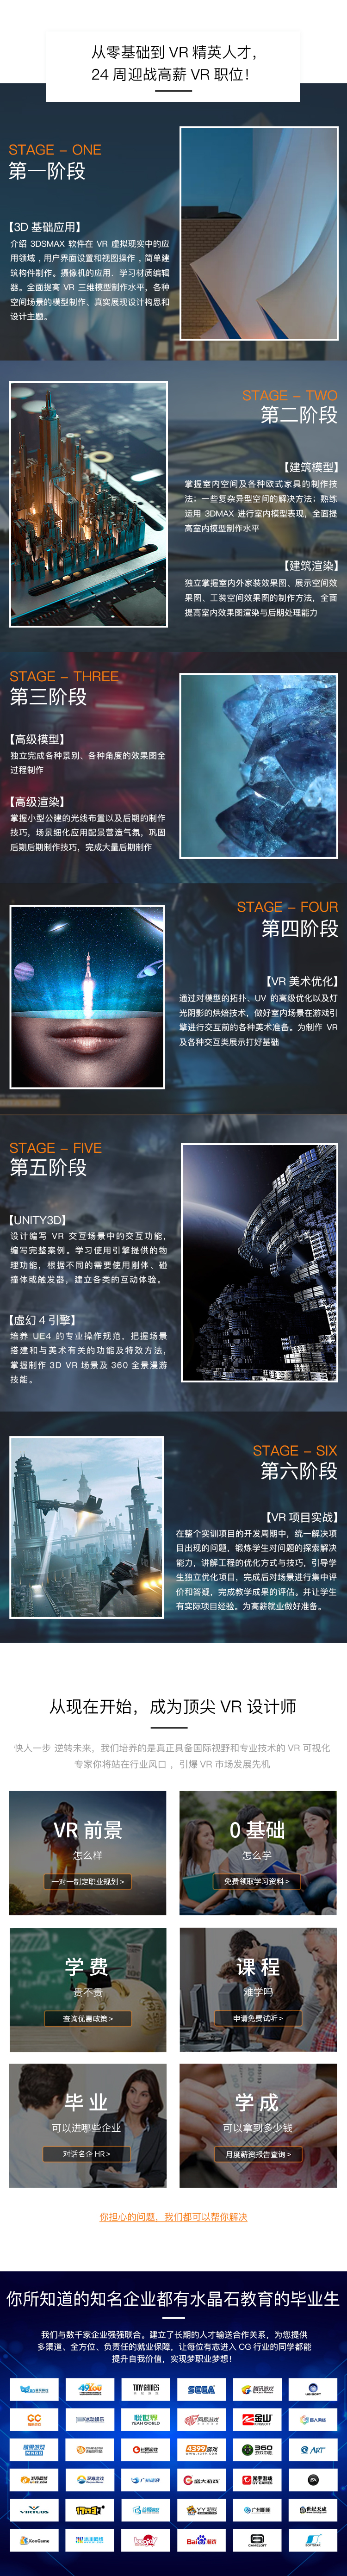 从零基础到 VR 精英人才，
24 周迎战高薪 VR 职位！
STAGE - ONE
第一阶段
【3D 基础应用】
介绍 3DSMAX 软件在 VR 虚拟现实中的应
用领域，用户界面设置和视图操作，简单建
筑构件制作。摄像机的应用、学习材质编辑
器。全面提高 VR 三维模型制作水平，各种
空间场景的模型制作、真实展现设计构思和
设计主题。
STAGE - TWO
第二阶段
【建筑模型】
掌握室内空间及各种欧式家具的制作技
法；一些复杂异型空间的解决方法；熟练
运用 3DMAX 进行室内模型表现，全面提
高室内模型制作水平
【建筑渲染】
独立掌握室内外家装效果图、展示空间效
果图、工装空间效果图的制作方法，全面
提高室内效果图渲染与后期处理能力
STAGE - THREE
第三阶段
【高级模型】
独立完成各种景别、各种角度的效果图全
过程制作
【高级渲染】
掌握小型公建的光线布置以及后期的制作
技巧，场景细化应用配景营造气氛，巩固
后期后期制作技巧，完成大量后期制作
STAGE - FOUR
第四阶段
【VR 美术优化】
通过对模型的拓扑、UV 的高级优化以及灯
光阴影的烘焙技术，做好室内场景在游戏引
擎进行交互前的各种美术准备。为制作 VR
及各种交互类展示打好基础
STAGE - FIVE
第五阶段
【UNITY3D】
设计编写 VR 交互场景中的交互功能，
编写完整案例。学习使用引擎提供的物
理功能，根据不同的需要使用刚体、碰
撞体或触发器，建立各类的互动体验。
【虚幻 4 引擎】
培养 UE4 的专业操作规范，把握场景
搭建和与美术有关的功能及特效方法，
掌握制作 3D VR 场景及 360 全景漫游
技能。
STAGE - SIX
第六阶段
【VR 项目实战】
在整个实训项目的开发周期中，统一解决项
目出现的问题，锻炼学生对问题的探索解决
能力，讲解工程的优化方式与技巧，引导学
生独立优化项目，完成后对场景进行集中评
价和答疑，完成教学成果的评估。并让学生
有实际项目经验。为高薪就业做好准备。
从现在开始，成为顶尖 VR 设计师
快人一步 逆转未来，我们培养的是真正具备国际视野和专业技术的 VR 可视化
专家你将站在行业风口，引爆 VR 市场发展先机
VR 前景
怎么样
一对一制定职业规划 >
0 基础
怎么学
免费领取学习资料 >
学 费
贵不贵
查询优惠政策 >
课 程
难学吗
申请免费试听 >
毕 业
可以进哪些企业
对话名企 HR >
学 成
可以拿到多少钱
月度薪资报告查询 >
你担心的问题，我们都可以帮你解决
你所知道的知名企业都有水晶石教育的毕业生
我们与数千家企业强强联合。建立了长期的人才输送合作关系，为您提供
多渠道、全方位、负责任的就业保障，让每位有志进入 CG 行业的同学都能
提升自我价值，实现梦职业梦想！
SEGA
腾讯游戏
悦世界
TEAM WORLD
金山
巨人网络
4399游戏
360
ART
盛大游戏
EA
VIRTUOS
YY 游戏
世纪天成
KooGame
Bai度 百度
GAMELOFT